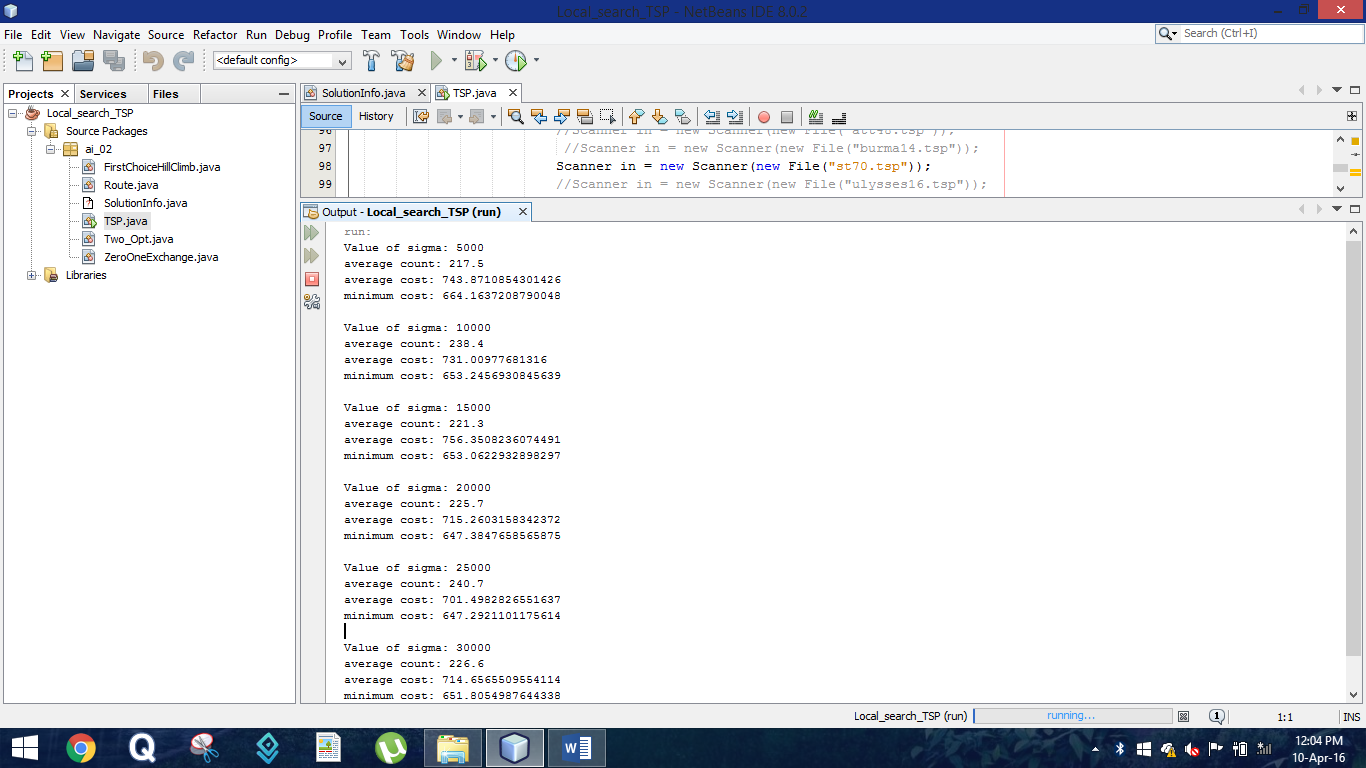 Local_search_TSP - NetBeans IDE 8.0.2
File Edit View Navigate Source Refactor Run Debug Profile Team Tools Window Help
Search (Ctrl+I)
<default config>
Projects Services Files
Local_search_TSP
Source Packages
ai_02
FirstChoiceHillClimb.java
Route.java
SolutionInfo.java
TSP.java
Two_Opt.java
ZeroOneExchange.java
Libraries
SolutionInfo.java TSP.java
Source History
96 //Scanner in = new Scanner(new File("att48.tsp"));
97 //Scanner in = new Scanner(new File("burma14.tsp"));
98 Scanner in = new Scanner(new File("st70.tsp"));
99 //Scanner in = new Scanner(new File("ulysses16.tsp"));
Output - Local_search_TSP (run)
run:
Value of sigma: 5000
average count: 217.5
average cost: 743.8710854301426
minimum cost: 664.1637208790048
Value of sigma: 10000
average count: 238.4
average cost: 731.00977681316
minimum cost: 653.2456930845639
Value of sigma: 15000
average count: 221.3
average cost: 756.3508236074491
minimum cost: 653.0622932898297
Value of sigma: 20000
average count: 225.7
average cost: 715.2603158342372
minimum cost: 647.3847658565875
Value of sigma: 25000
average count: 240.7
average cost: 701.4982826551637
minimum cost: 647.2921101175614
Value of sigma: 30000
average count: 226.6
average cost: 714.6565509554114
minimum cost: 651.8054987644338
Local_search_TSP (run) running... 1 1:1 INS
12:04 PM
10-Apr-16